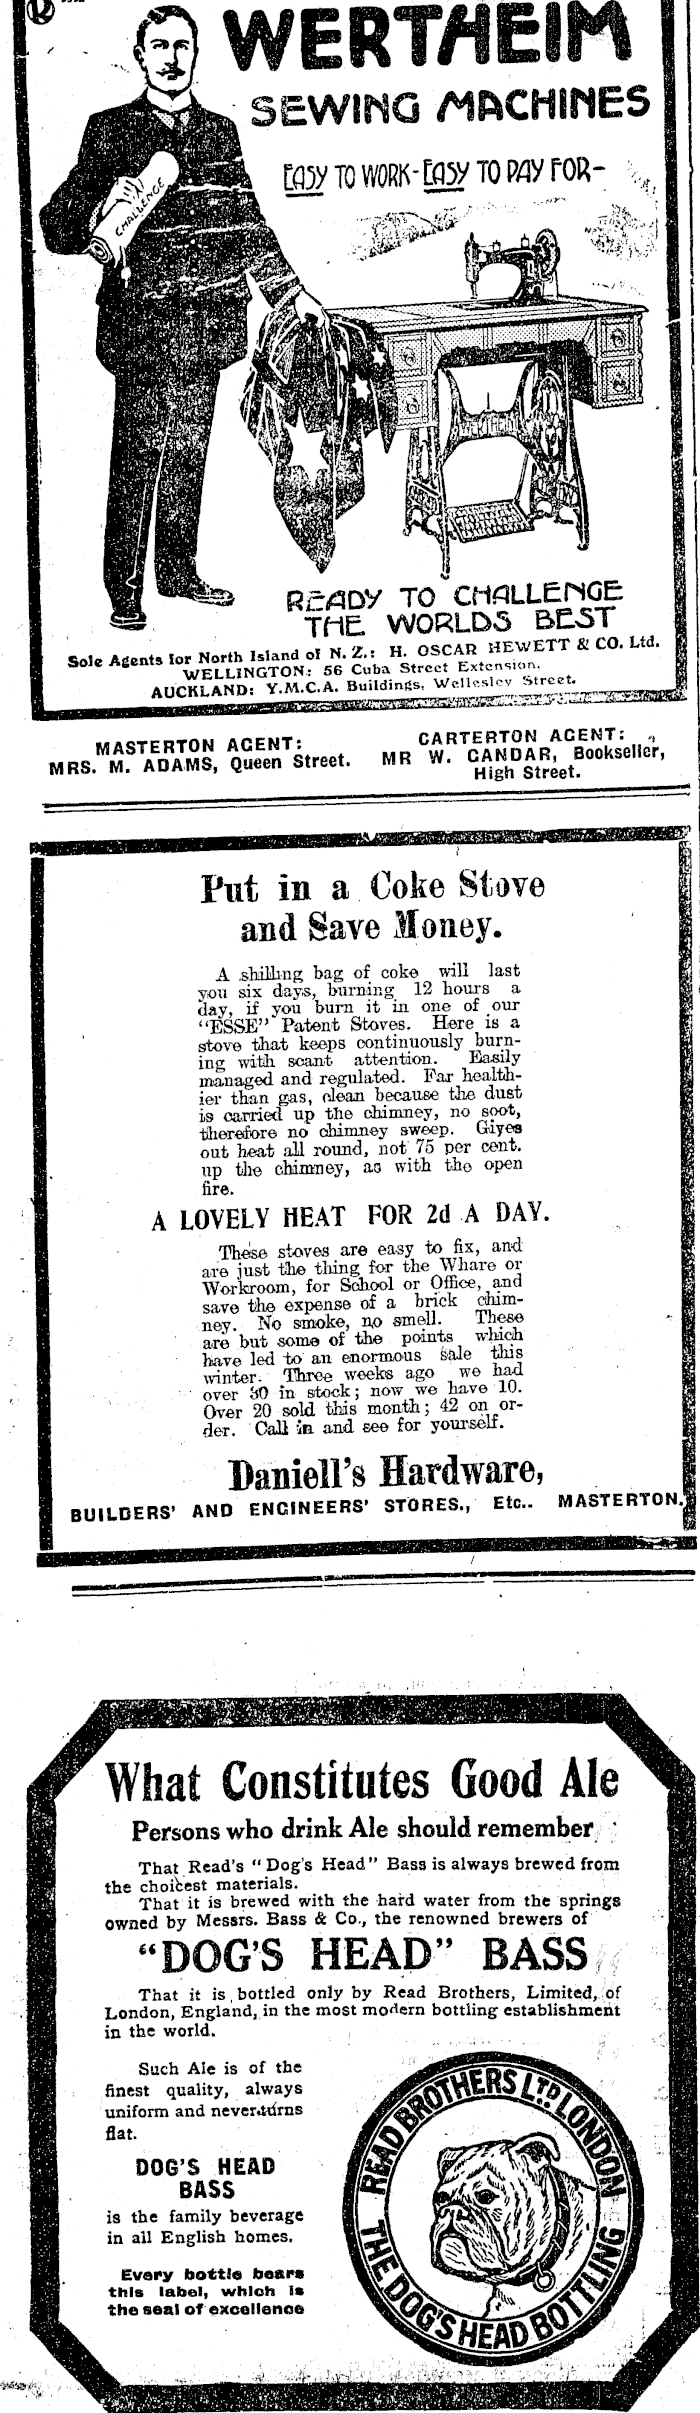 WERTHEIM
SEWING MACHINES
EASY TO WORK - EASY TO PAY FOR -
CHALLENGE
WERTHEIM
READY TO CHALLENGE
THE WORLDS BEST
Sole Agents for North Island of N. Z.: H. OSCAR HEWETT & CO. Ltd.
WELLINGTON: 56 Cuba Street Extension.
AUCKLAND: Y.M.C.A. Buildings, Wellesley Street.
MASTERTON AGENT:
MRS. M. ADAMS, Queen Street.
CARTERTON AGENT:
MR W. GANDAR, Bookseller,
High Street.
Put in a Coke Stove
and Save Money.
A shilling bag of coke will last
you six days, burning 12 hours a
day, if you burn it in one of our
"ESSE" Patent Stoves. Here is a
stove that keeps continuously burn-
ing with scant attention. Easily
managed and regulated. Far health-
ier than gas, clean because the dust
is carried up the chimney, no soot,
therefore no chimney sweep. Gives
out heat all round, not 75 per cent.
up the chimney, as with the open
fire.
A LOVELY HEAT FOR 2d A DAY.
These stoves are easy to fix, and
are just the thing for the Whare or
Workroom, for School or Office, and
save the expense of a brick chim-
ney. No smoke, no smell. These
are but some of the points which
have led to an enormous sale this
winter. Three weeks ago we had
over 30 in stock; now we have 10.
Over 20 sold this month; 42 on or-
der. Call in and see for yourself.
Daniell's Hardware,
BUILDERS' AND ENGINEERS' STORES., Etc.. MASTERTON.
What Constitutes Good Ale
Persons who drink Ale should remember
That Read's "Dog's Head" Bass is always brewed from
the choicest materials.
That it is brewed with the hard water from the springs
owned by Messrs. Bass & Co., the renowned brewers of
"DOG'S HEAD" BASS
That it is bottled only by Read Brothers, Limited, of
London, England, in the most modern bottling establishment
in the world.
Such Ale is of the
finest quality, always
uniform and never turns
flat.
DOG'S HEAD
BASS
is the family beverage
in all English homes.
Every bottle bears
this label, which is
the seal of excellence
READ BROTHERS LTD. LONDON
THE DOG'S HEAD BOTTLING